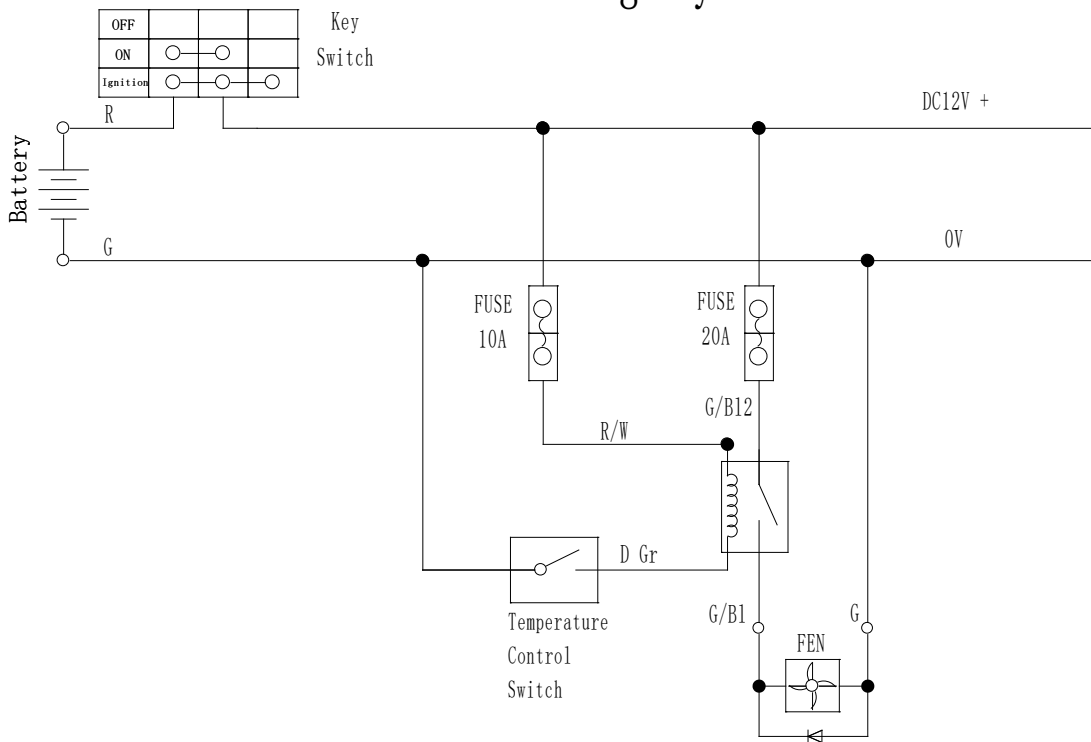 OFF
ON
Ignition
Key
Switch
R
DC12V +
Battery
G
0V
FUSE
10A
FUSE
20A
G/B12
R/W
D Gr
Temperature
Control
Switch
G/B1
G
FEN